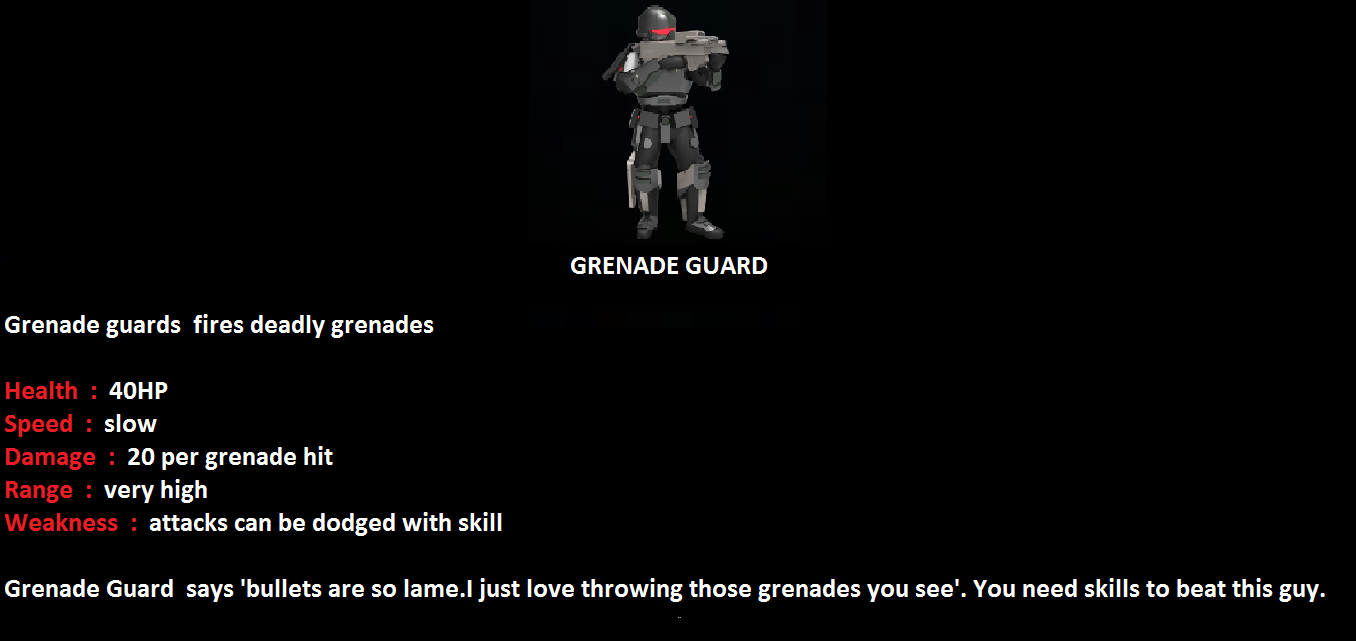 GRENADE GUARD
Grenade guards  fires deadly grenades
Health  :  40HP
Speed  :  slow
Damage  :  20 per grenade hit
Range  :  very high
Weakness  :  attacks can be dodged with skill
Grenade Guard  says 'bullets are so lame.I just love throwing those grenades you see'. You need skills to beat this guy.